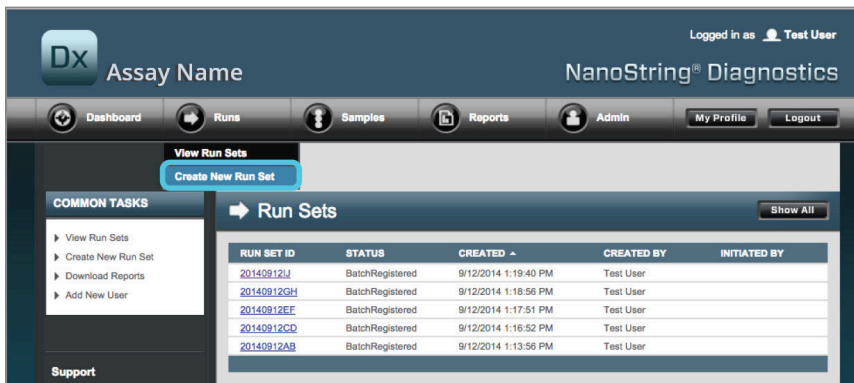 Logged in as Test User
Dx Assay Name
NanoString® Diagnostics
Dashboard Runs Samples Reports Admin My Profile Logout
View Run Sets
Create New Run Set
COMMON TASKS
View Run Sets
Create New Run Set
Download Reports
Add New User
Support
Run Sets Show All
RUN SET ID STATUS CREATED CREATED BY INITIATED BY
20140912IJ BatchRegistered 9/12/2014 1:19:40 PM Test User
20140912GH BatchRegistered 9/12/2014 1:18:56 PM Test User
20140912EF BatchRegistered 9/12/2014 1:17:51 PM Test User
20140912CD BatchRegistered 9/12/2014 1:16:52 PM Test User
20140912AB BatchRegistered 9/12/2014 1:13:56 PM Test User